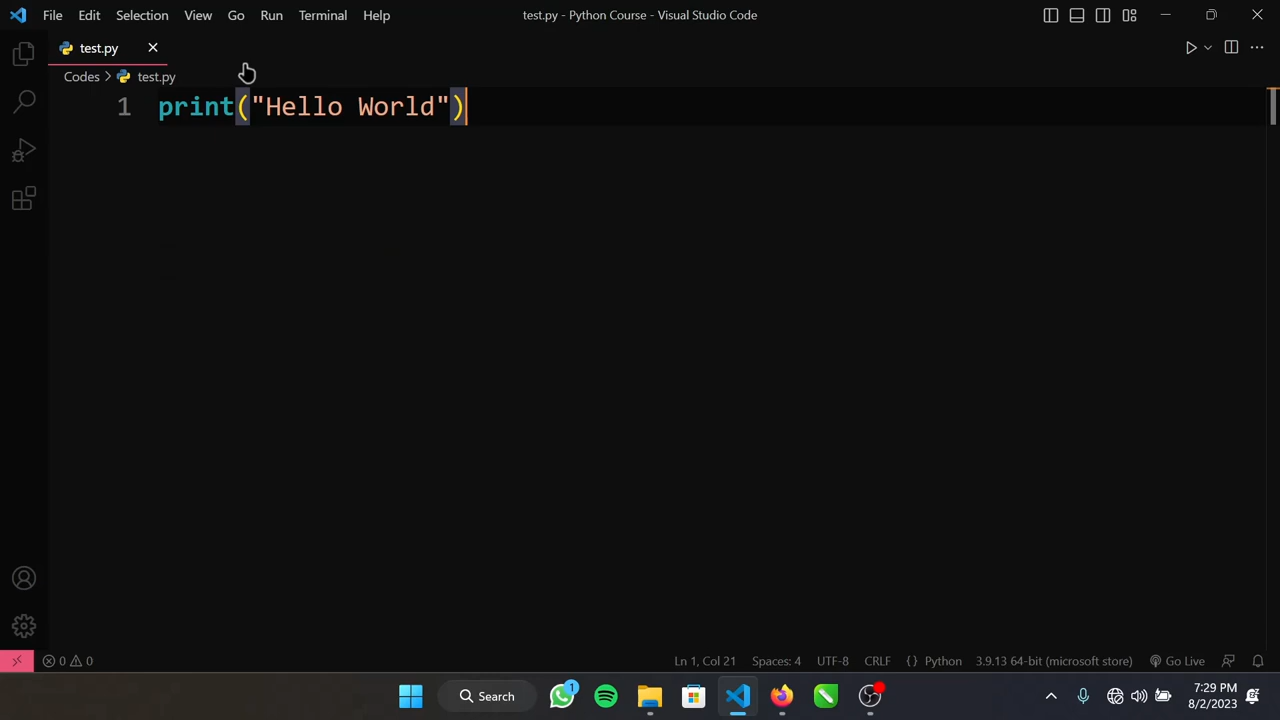 File Edit Selection View Go Run Terminal Help test.py - Python Course - Visual Studio Code
test.py
Codes > test.py
1 print("Hello World")
0 0 Ln 1, Col 21 Spaces: 4 UTF-8 CRLF {} Python 3.9.13 64-bit (microsoft store) Go Live
Search 1 7:29 PM
8/2/2023